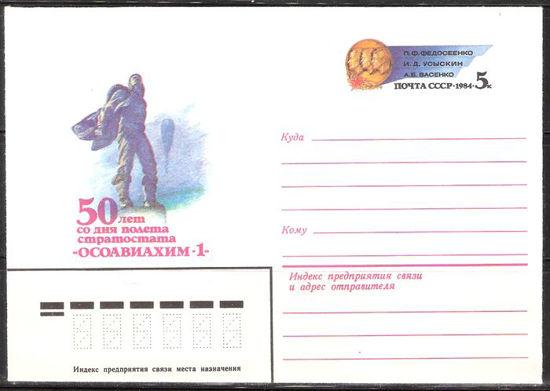 П. Ф. ФЕДОСЕЕНКО
И. Д. УСЫСКИН
А. Б. ВАСЕНКО
ПОЧТА СССР · 1984 · 5к
Куда
50 лет
со дня полета
стратостата
«ОСОАВИАХИМ-1»
Кому
Индекс предприятия связи
и адрес отправителя
Индекс предприятия связи места назначения